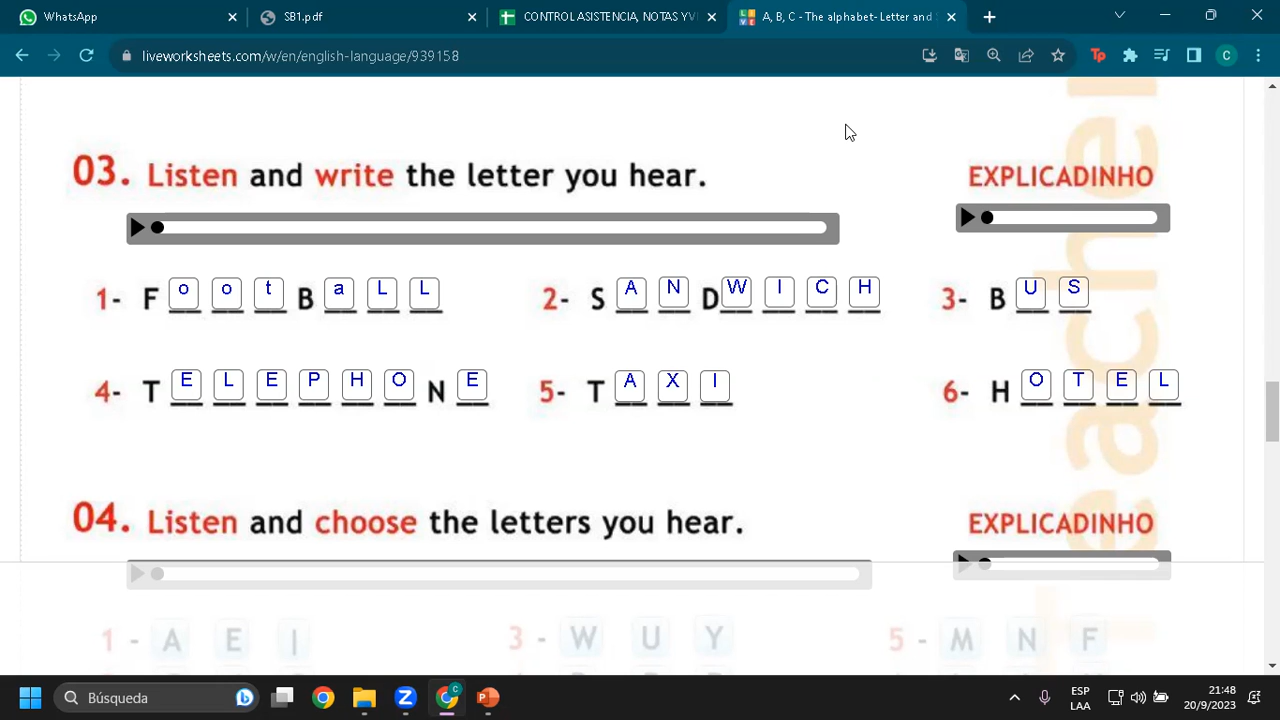 WhatsApp
SB1.pdf
CONTROL ASISTENCIA, NOTAS YV
A, B, C - The alphabet- Letter and
liveworksheets.com/w/en/english-language/939158
C
teacher
03. Listen and write the letter you hear.
EXPLICADINHO
1- F o o t B a L L
2- S A N D W I C H
3- B U S
4- T E L E P H O N E
5- T A X I
6- H O T E L
04. Listen and choose the letters you hear.
EXPLICADINHO
1 - A E I
3 - W U Y
5 - M N F
Búsqueda
ESP
LAA
21:48
20/9/2023